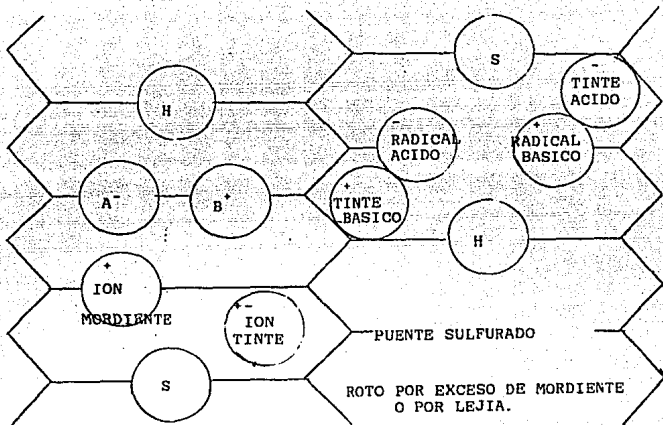 S
-
TINTE
ACIDO
H
-
RADICAL
ACIDO
+
RADICAL
BASICO
A-
B+
+
TINTE
BASICO
H
+
ION
MORDIENTE
+-
ION
TINTE
PUENTE SULFURADO
S
ROTO POR EXCESO DE MORDIENTE
O POR LEJIA.